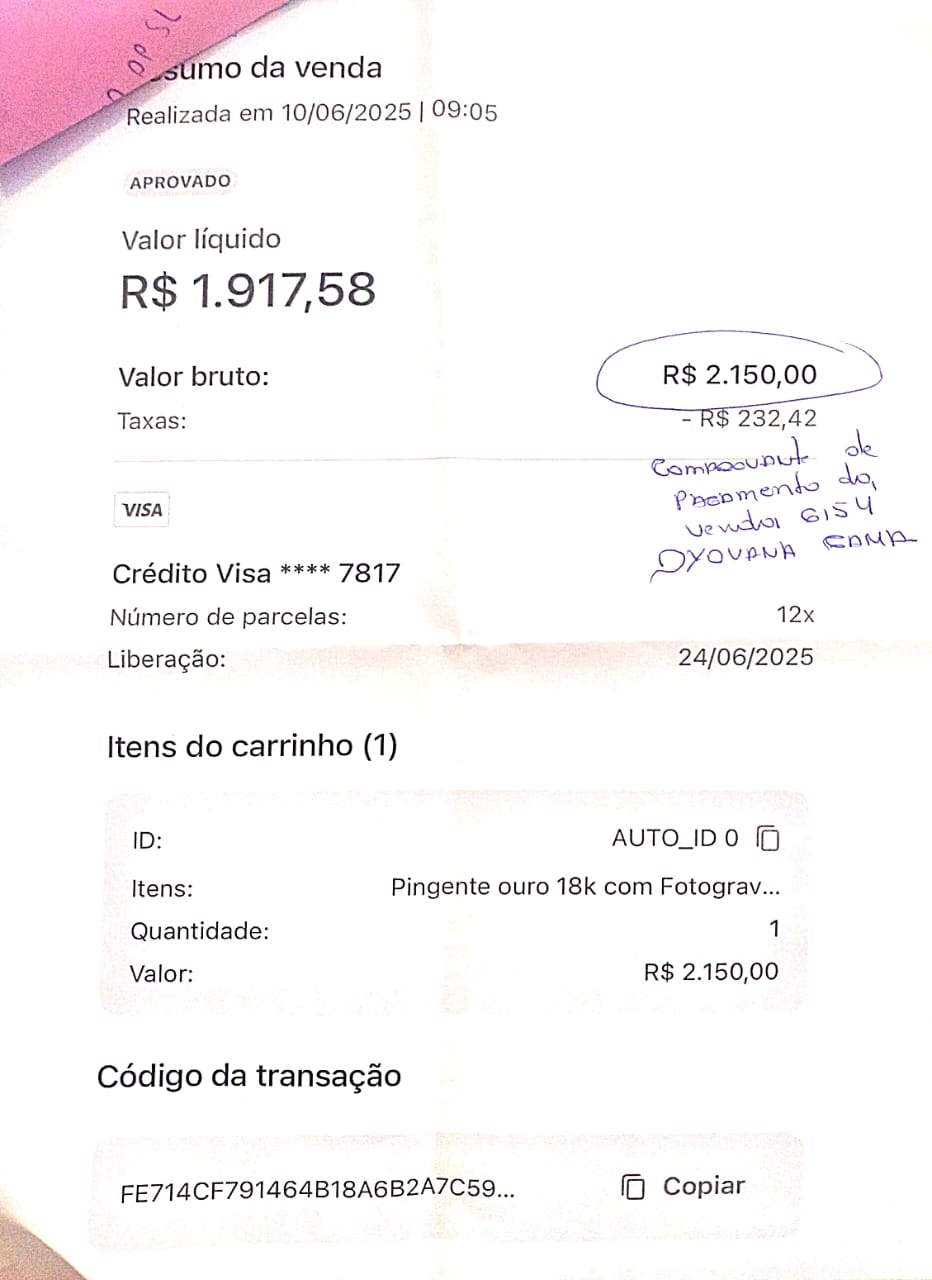 sumo da venda
Realizada em 10/06/2025 | 09:05
APROVADO
Valor líquido
R$ 1.917,58
Valor bruto: R$ 2.150,00
Taxas: - R$ 232,42
Comprovante de
Pagamento da
venda 6154
DYOVANA GAMA
VISA
Crédito Visa **** 7817
Número de parcelas: 12x
Liberação: 24/06/2025
Itens do carrinho (1)
ID: AUTO_ID 0
Itens: Pingente ouro 18k com Fotograv...
Quantidade: 1
Valor: R$ 2.150,00
Código da transação
FE714CF791464B18A6B2A7C59... Copiar